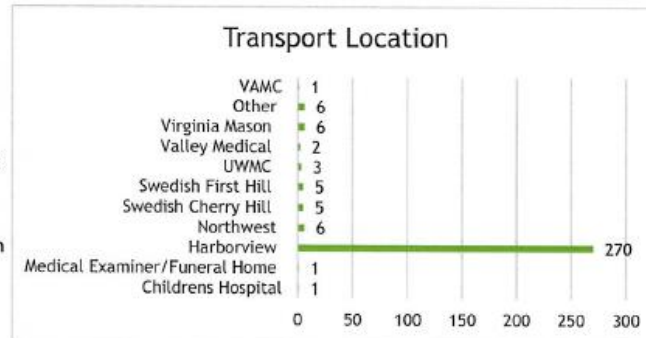 Transport Location
VAMC 1
Other 6
Virginia Mason 6
Valley Medical 2
UWMC 3
Swedish First Hill 5
Swedish Cherry Hill 5
Northwest 6
Harborview 270
Medical Examiner/Funeral Home 1
Childrens Hospital 1
0 50 100 150 200 250 300